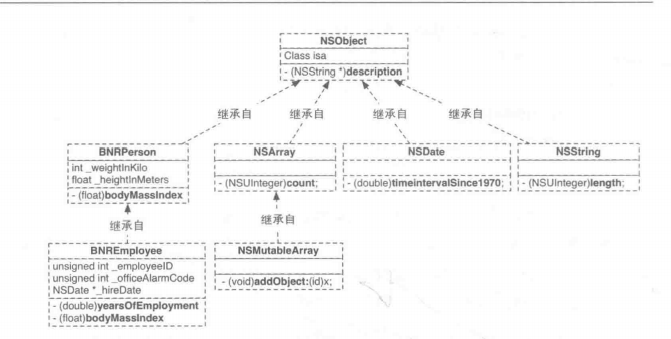 NSObject
Class isa
- (NSString *)description
继承自
继承自
继承自
继承自
BNRPerson
int _weightInKilo
float _heightInMeters
- (float)bodyMassIndex
NSArray
- (NSUInteger)count;
NSDate
- (double)timeintervalSince1970;
NSString
- (NSUInteger)length;
继承自
继承自
BNREmployee
unsigned int _employeeID
unsigned int _officeAlarmCode
NSDate *_hireDate
- (double)yearsOfEmployment
- (float)bodyMassIndex
NSMutableArray
- (void)addObject:(id)x;